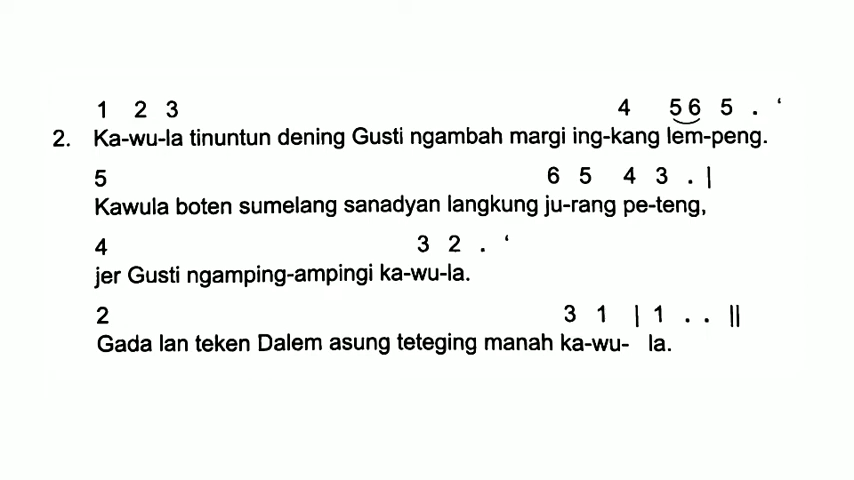 1 2 3 4 56 5 . ‘
2. Ka-wu-la tinuntun dening Gusti ngambah margi ing-kang lem-peng.
5 6 5 4 3 . |
Kawula boten sumelang sanadyan langkung ju-rang pe-teng,
4 3 2 . ‘
jer Gusti ngamping-ampingi ka-wu-la.
2 3 1 | 1 . . ||
Gada lan teken Dalem asung teteging manah ka-wu- la.